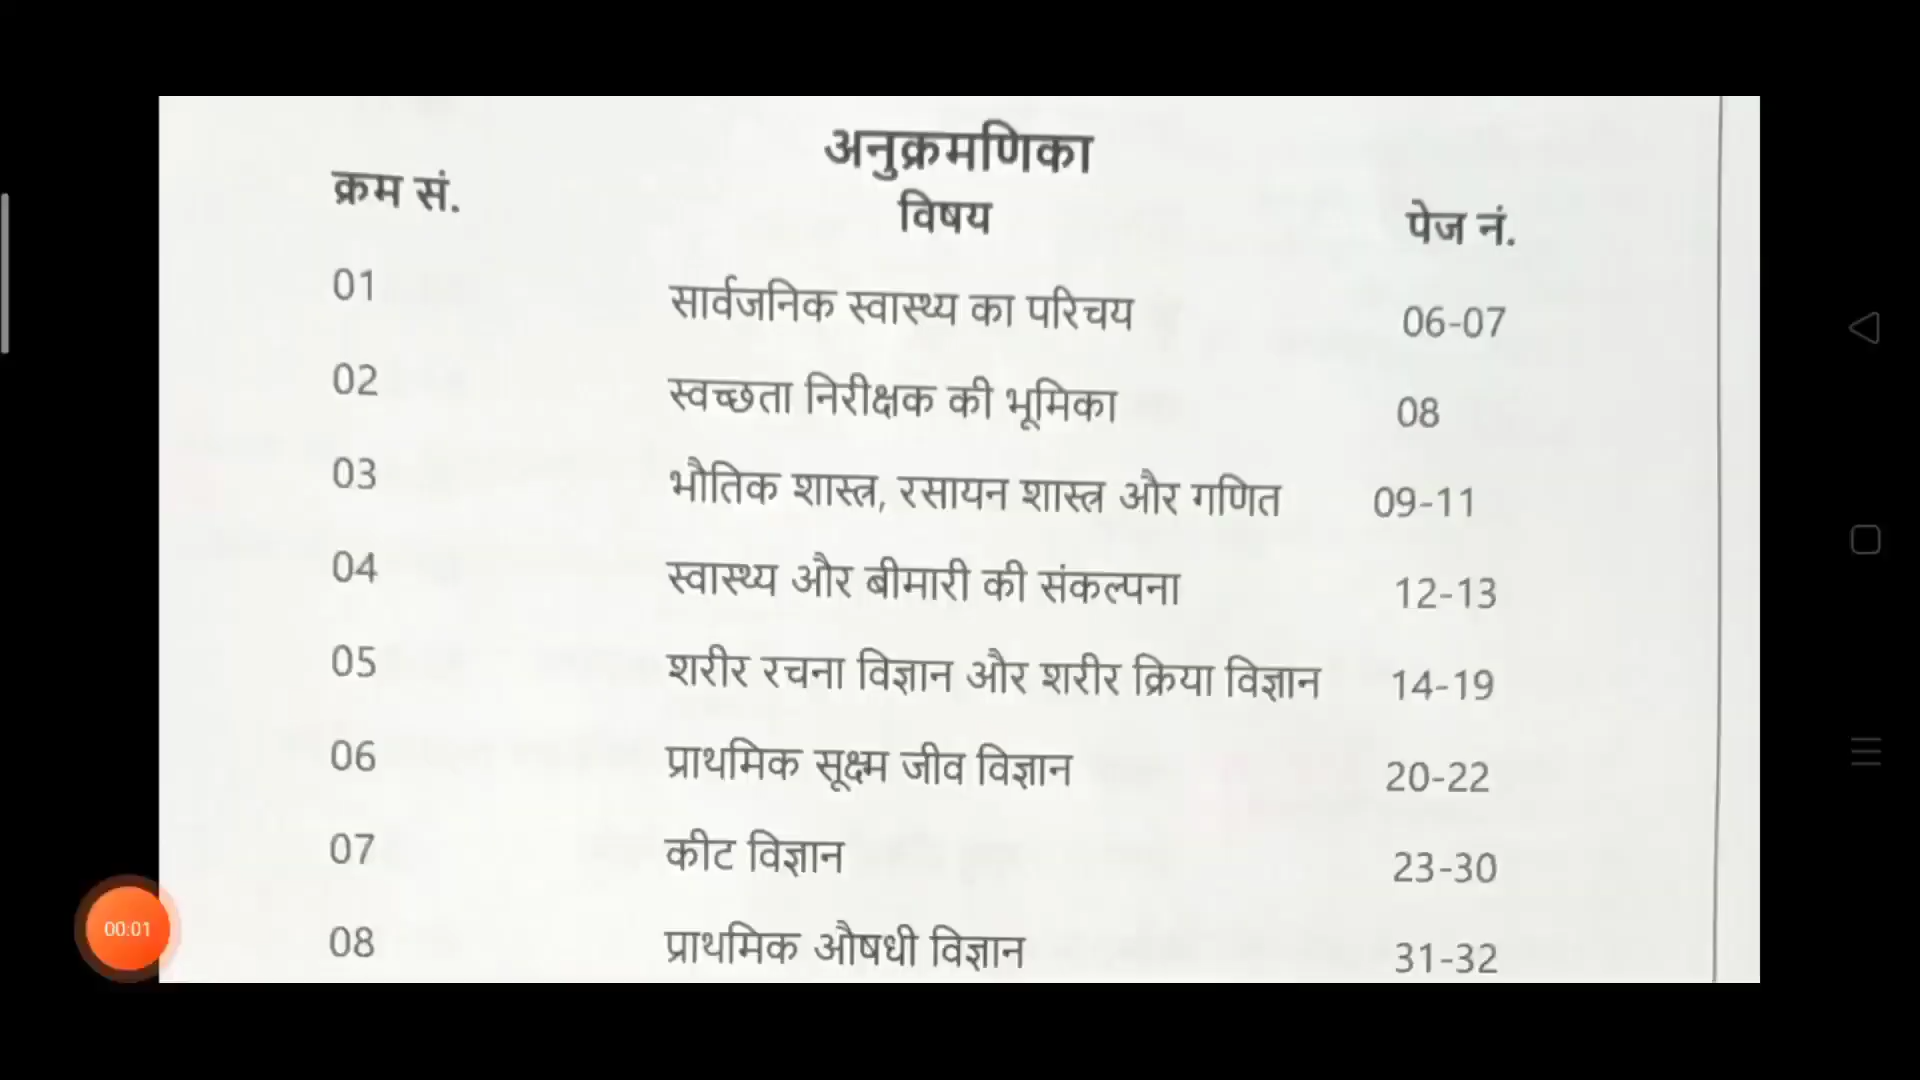 अनुक्रमणिका
क्रम सं. विषय पेज नं.
01 सार्वजनिक स्वास्थ्य का परिचय 06-07
02 स्वच्छता निरीक्षक की भूमिका 08
03 भौतिक शास्त्र, रसायन शास्त्र और गणित 09-11
04 स्वास्थ्य और बीमारी की संकल्पना 12-13
05 शरीर रचना विज्ञान और शरीर क्रिया विज्ञान 14-19
06 प्राथमिक सूक्ष्म जीव विज्ञान 20-22
07 कीट विज्ञान 23-30
08 प्राथमिक औषधी विज्ञान 31-32
00:01